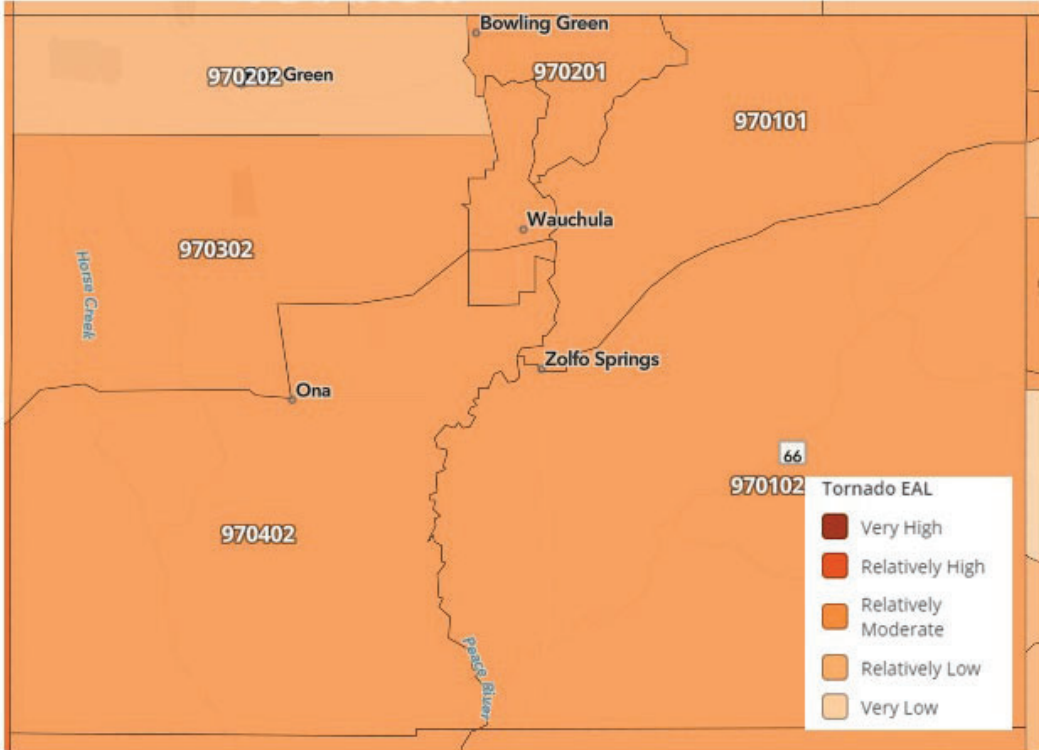 Bowling Green
970202
Green
970201
970101
Wauchula
970302
Horse Creek
Zolfo Springs
Ona
66
970102
970402
Peace River
Tornado EAL
Very High
Relatively High
Relatively
Moderate
Relatively Low
Very Low